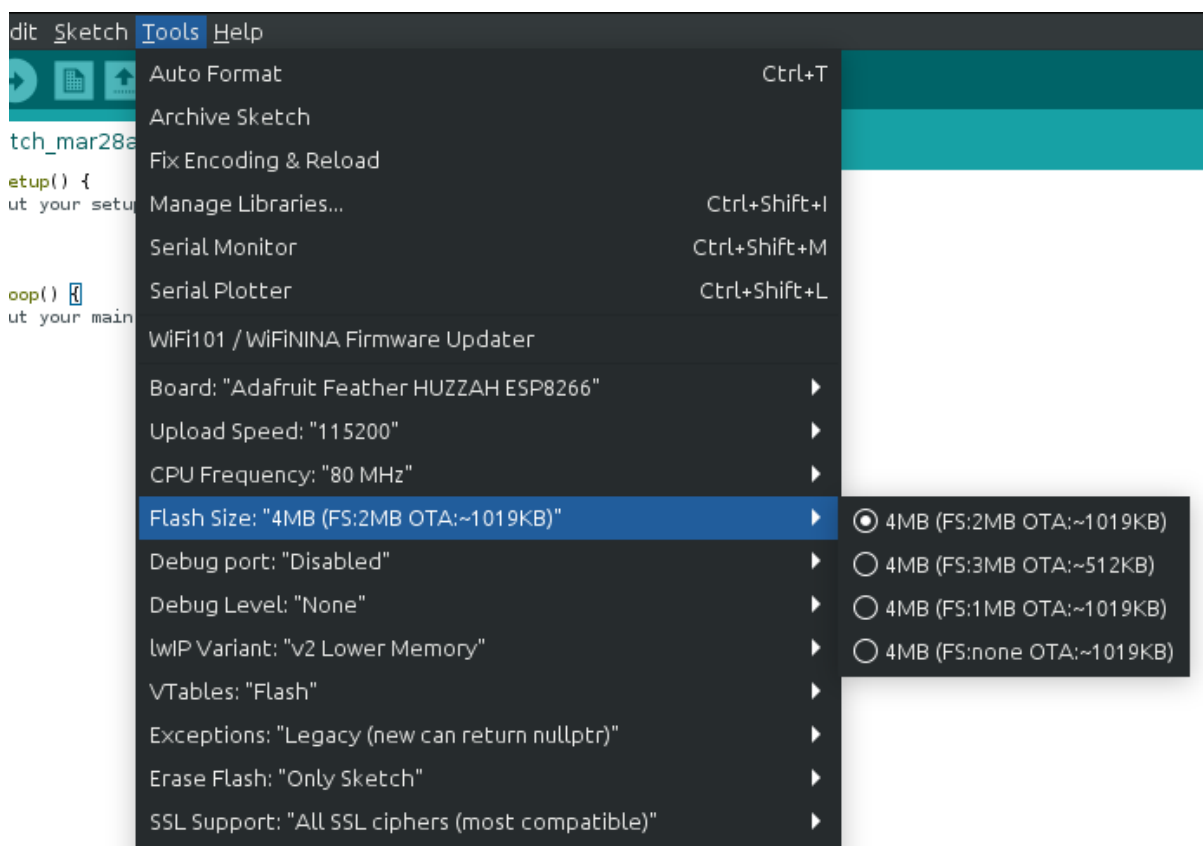 dit Sketch Tools Help
Auto Format Ctrl+T
Archive Sketch
tch_mar28a
Fix Encoding & Reload
etup() {
ut your setu
Manage Libraries... Ctrl+Shift+I
Serial Monitor Ctrl+Shift+M
oop() {
Serial Plotter Ctrl+Shift+L
ut your main
WiFi101 / WiFiNINA Firmware Updater
Board: "Adafruit Feather HUZZAH ESP8266"
Upload Speed: "115200"
CPU Frequency: "80 MHz"
Flash Size: "4MB (FS:2MB OTA:~1019KB)"
4MB (FS:2MB OTA:~1019KB)
4MB (FS:3MB OTA:~512KB)
4MB (FS:1MB OTA:~1019KB)
4MB (FS:none OTA:~1019KB)
Debug port: "Disabled"
Debug Level: "None"
lwIP Variant: "v2 Lower Memory"
VTables: "Flash"
Exceptions: "Legacy (new can return nullptr)"
Erase Flash: "Only Sketch"
SSL Support: "All SSL ciphers (most compatible)"